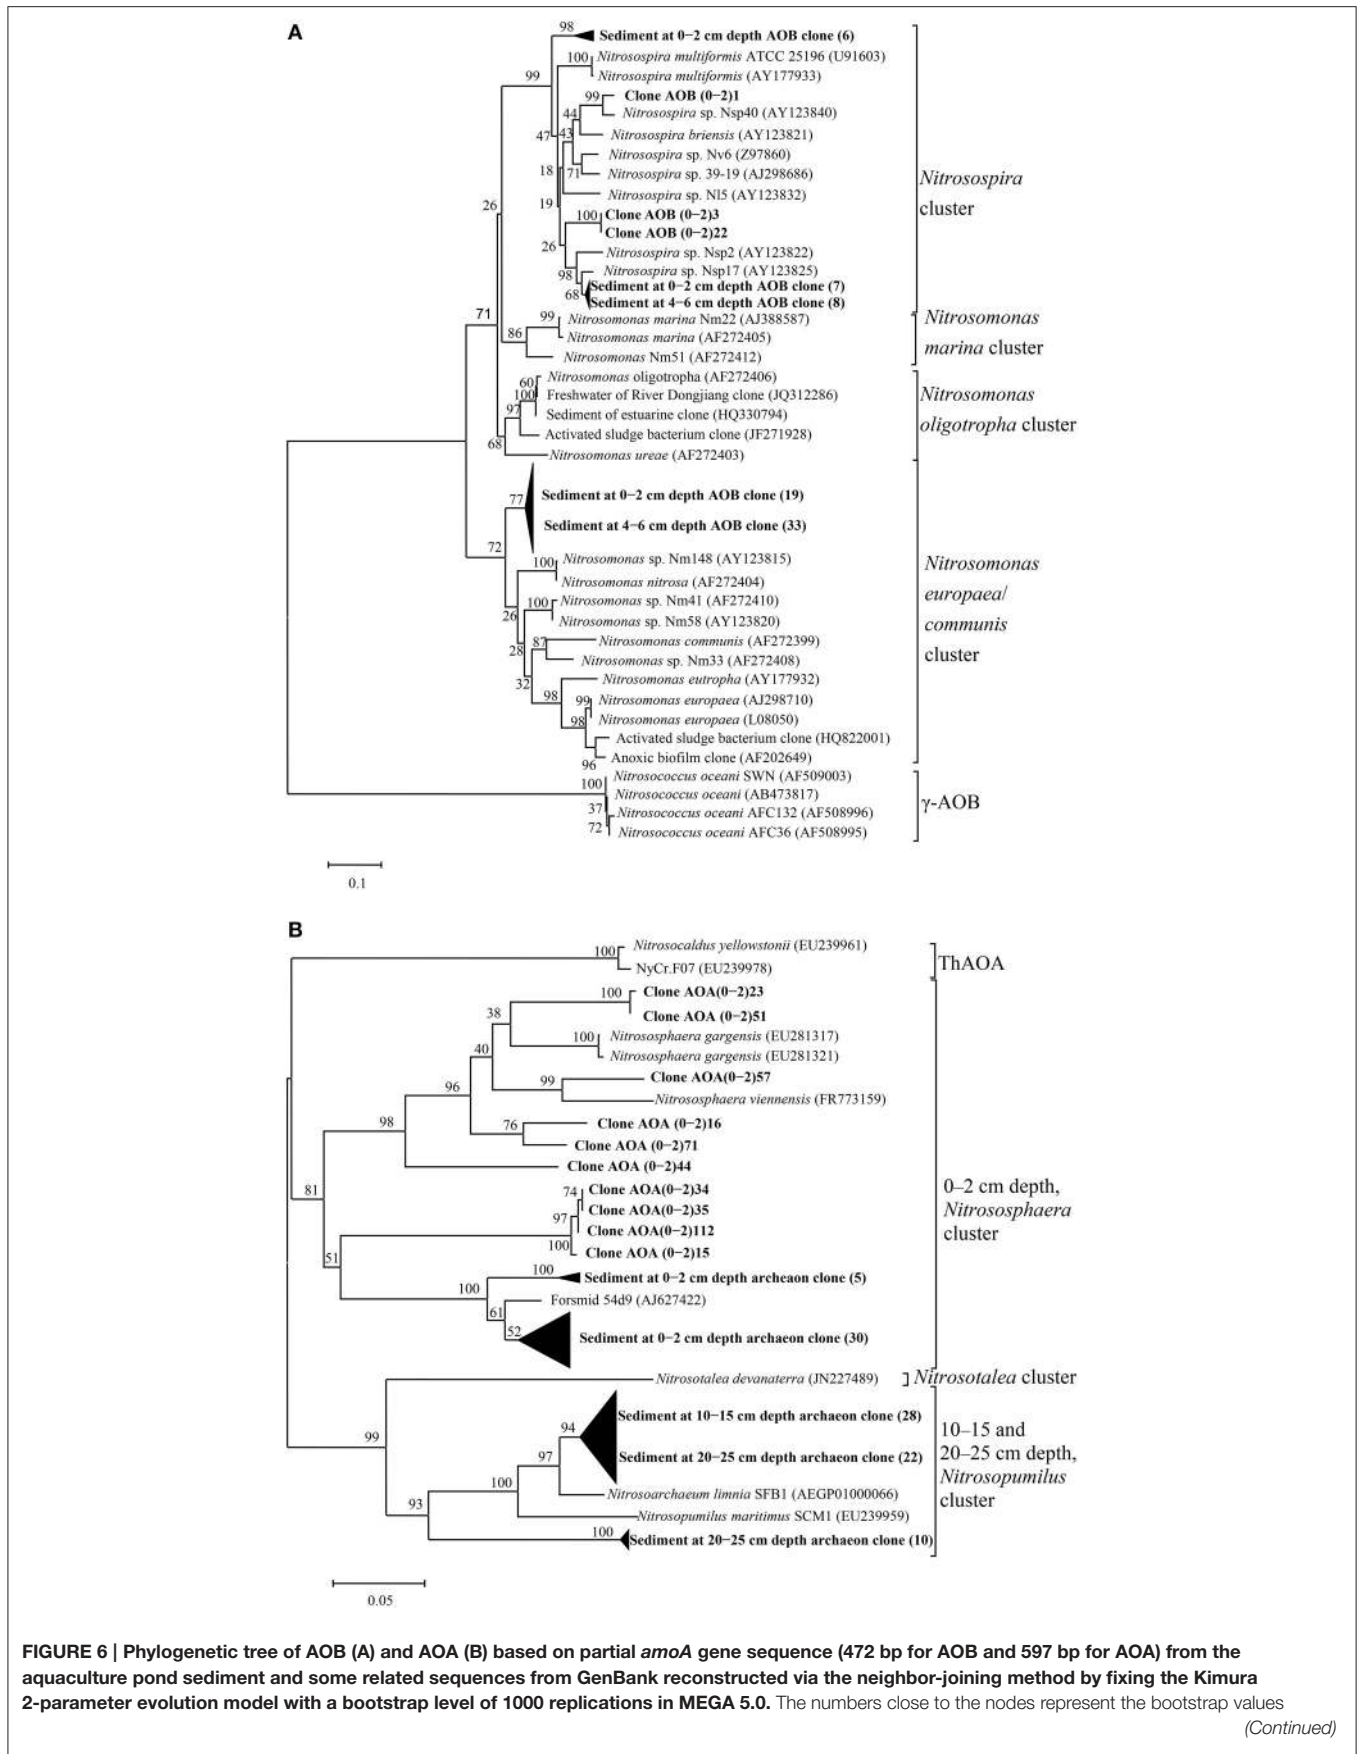 A
98
Sediment at 0−2 cm depth AOB clone (6)
100
Nitrosospira multiformis ATCC 25196 (U91603)
99
Nitrosospira multiformis (AY177933)
99
Clone AOB (0−2)1
44
Nitrosospira sp. Nsp40 (AY123840)
47
43
Nitrosospira briensis (AY123821)
Nitrosospira sp. Nv6 (Z97860)
18
71
Nitrosospira sp. 39-19 (AJ298686)
Nitrosospira
cluster
Nitrosospira sp. Nl5 (AY123832)
26
19
100
Clone AOB (0−2)3
Clone AOB (0−2)22
26
Nitrosospira sp. Nsp2 (AY123822)
98
Nitrosospira sp. Nsp17 (AY123825)
Sediment at 0−2 cm depth AOB clone (7)
68
Sediment at 4−6 cm depth AOB clone (8)
71
99
Nitrosomonas marina Nm22 (AJ388587)
86
Nitrosomonas marina (AF272405)
Nitrosomonas Nm51 (AF272412)
Nitrosomonas
marina cluster
60
Nitrosomonas oligotropha (AF272406)
100
Freshwater of River Dongjiang clone (JQ312286)
97
Sediment of estuarine clone (HQ330794)
Activated sludge bacterium clone (JF271928)
68
Nitrosomonas ureae (AF272403)
Nitrosomonas
oligotropha cluster
77
Sediment at 0−2 cm depth AOB clone (19)
Sediment at 4−6 cm depth AOB clone (33)
72
100
Nitrosomonas sp. Nm148 (AY123815)
Nitrosomonas nitrosa (AF272404)
26
100
Nitrosomonas sp. Nm41 (AF272410)
Nitrosomonas sp. Nm58 (AY123820)
28
87
Nitrosomonas communis (AF272399)
Nitrosomonas sp. Nm33 (AF272408)
32
Nitrosomonas eutropha (AY177932)
98
99
Nitrosomonas europaea (AJ298710)
98
Nitrosomonas europaea (L08050)
Activated sludge bacterium clone (HQ822001)
96
Anoxic biofilm clone (AF202649)
Nitrosomonas
europaea/
communis
cluster
100
Nitrosococcus oceani SWN (AF509003)
Nitrosococcus oceani (AB473817)
37
Nitrosococcus oceani AFC132 (AF508996)
72
Nitrosococcus oceani AFC36 (AF508995)
γ-AOB
0.1
B
100
Nitrosocaldus yellowstonii (EU239961)
NyCr.F07 (EU239978)
ThAOA
100
Clone AOA(0−2)23
38
Clone AOA (0−2)51
100
Nitrososphaera gargensis (EU281317)
40
Nitrososphaera gargensis (EU281321)
99
Clone AOA(0−2)57
96
Nitrososphaera viennensis (FR773159)
98
76
Clone AOA (0−2)16
Clone AOA (0−2)71
Clone AOA (0−2)44
81
74
Clone AOA(0−2)34
Clone AOA(0−2)35
97
Clone AOA(0−2)112
100
Clone AOA (0−2)15
51
100
Sediment at 0−2 cm depth archeaon clone (5)
100
Forsmid 54d9 (AJ627422)
61
52
Sediment at 0−2 cm depth archaeon clone (30)
0–2 cm depth,
Nitrososphaera
cluster
Nitrosotalea devanaterra (JN227489)
Nitrosotalea cluster
99
94
Sediment at 10−15 cm depth archaeon clone (28)
97
Sediment at 20−25 cm depth archaeon clone (22)
100
Nitrosoarchaeum limnia SFB1 (AEGP01000066)
93
Nitrosopumilus maritimus SCM1 (EU239959)
100
Sediment at 20−25 cm depth archaeon clone (10)
10–15 and
20–25 cm depth,
Nitrosopumilus
cluster
0.05
FIGURE 6 | Phylogenetic tree of AOB (A) and AOA (B) based on partial amoA gene sequence (472 bp for AOB and 597 bp for AOA) from the
aquaculture pond sediment and some related sequences from GenBank reconstructed via the neighbor-joining method by fixing the Kimura
2-parameter evolution model with a bootstrap level of 1000 replications in MEGA 5.0. The numbers close to the nodes represent the bootstrap values
(Continued)